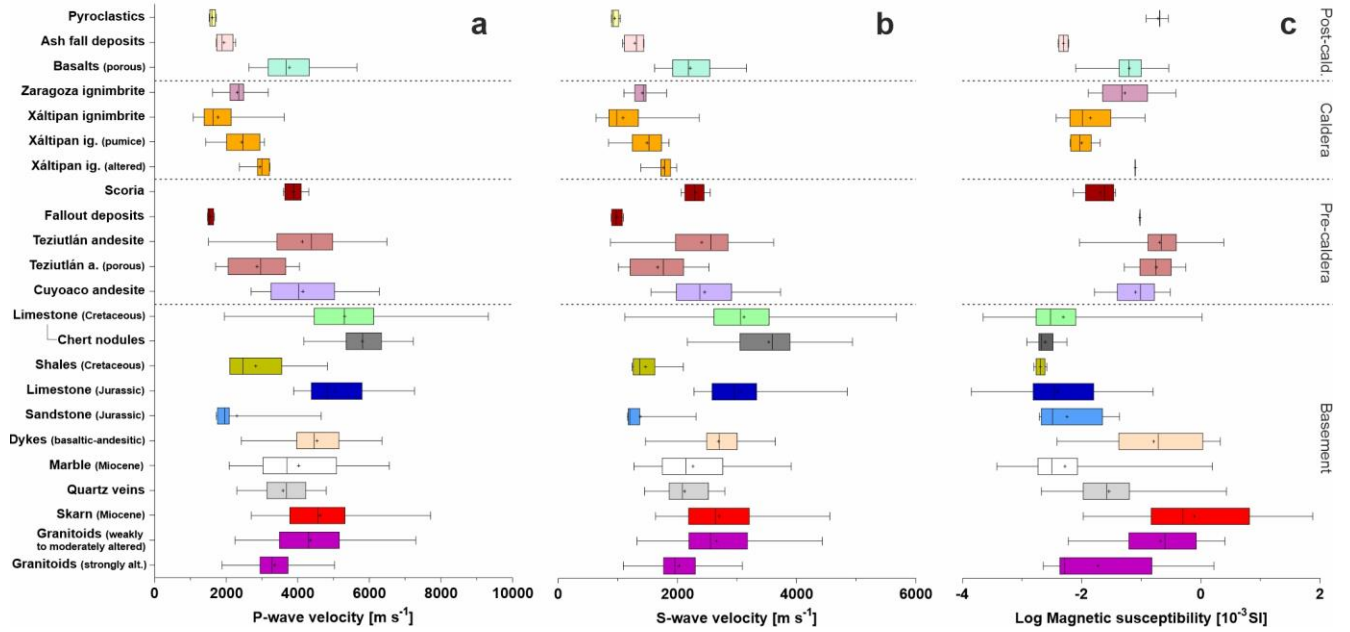 a
b
c
Pyroclastics
Ash fall deposits
Basalts (porous)
Post-cald.
Zaragoza ignimbrite
Xáltipan ignimbrite
Xáltipan ig. (pumice)
Xáltipan ig. (altered)
Caldera
Scoria
Fallout deposits
Teziutlán andesite
Teziutlán a. (porous)
Cuyoaco andesite
Pre-caldera
Limestone (Cretaceous)
Chert nodules
Shales (Cretaceous)
Limestone (Jurassic)
Sandstone (Jurassic)
Dykes (basaltic-andesitic)
Marble (Miocene)
Quartz veins
Skarn (Miocene)
Granitoids (weakly
to moderately altered)
Granitoids (strongly alt.)
Basement
0 2000 4000 6000 8000 10000
P-wave velocity [m s⁻¹]
0 2000 4000 6000
S-wave velocity [m s⁻¹]
-4 -2 0 2
Log Magnetic susceptibility [10⁻³SI]